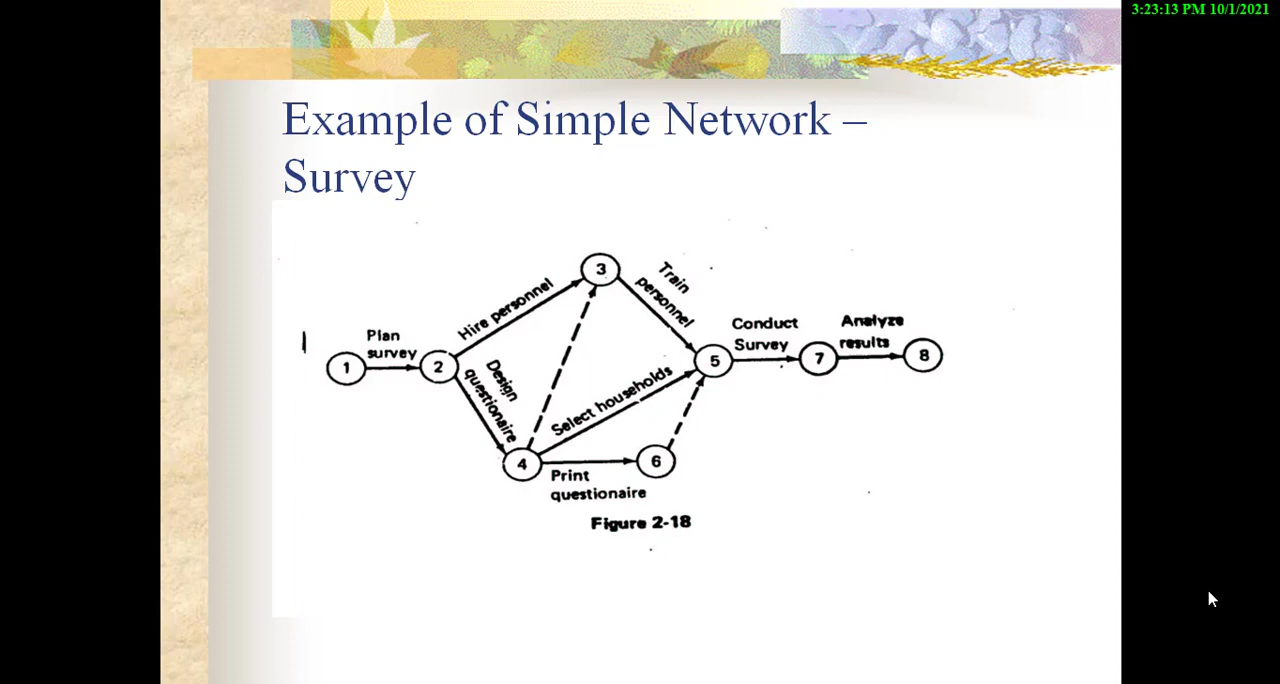 3:23:13 PM 10/1/2021
Example of Simple Network –
Survey
Hire personnel
3
Train
personnel
Plan
survey
1
2
Design
questionaire
Select households
5
Conduct
Survey
7
Analyze
results
8
4
Print
questionaire
6
Figure 2-18